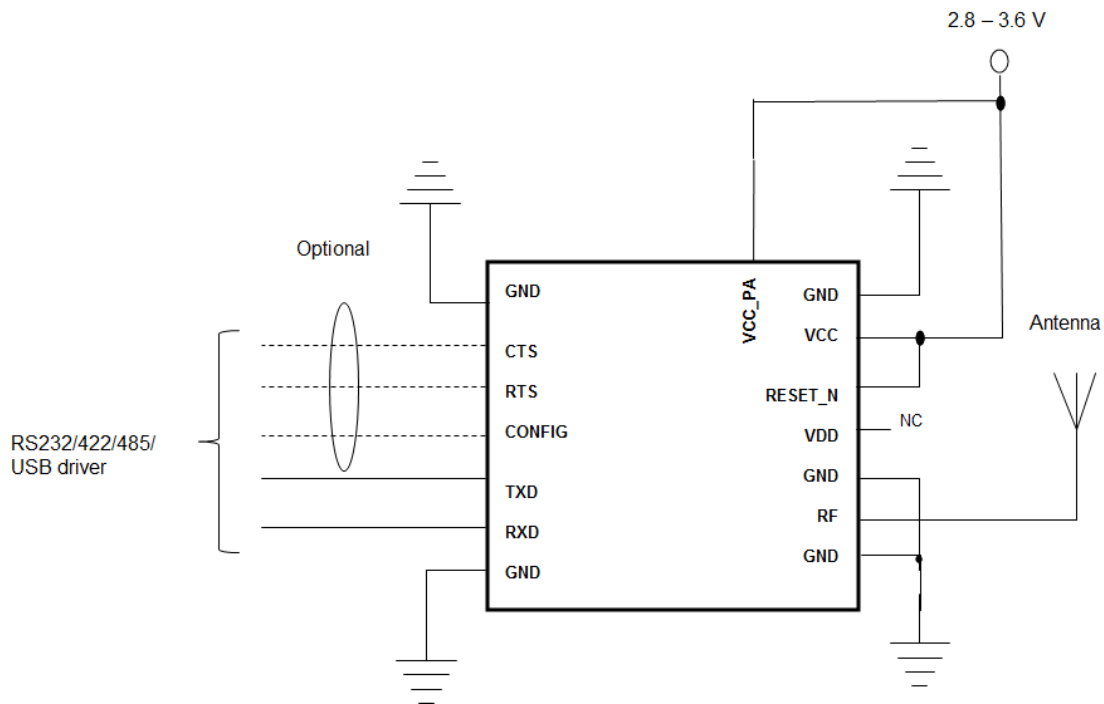 2.8 – 3.6 V
Optional
Antenna
RS232/422/485/
USB driver
GND
CTS
RTS
CONFIG
TXD
RXD
GND
VCC_PA
GND
VCC
RESET_N
VDD
NC
GND
RF
GND